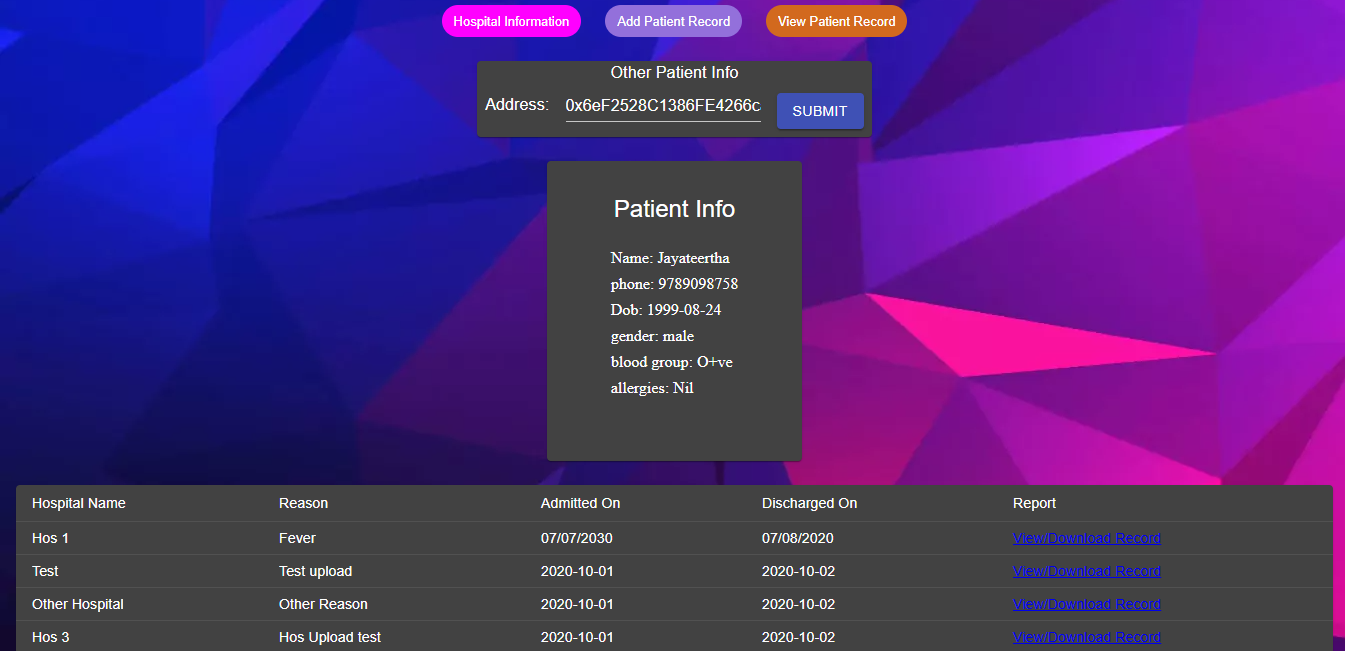 Hospital Information Add Patient Record View Patient Record
Other Patient Info
Address: 0x6eF2528C1386FE4266c SUBMIT
Patient Info
Name: Jayateertha
phone: 9789098758
Dob: 1999-08-24
gender: male
blood group: O+ve
allergies: Nil
Hospital Name Reason Admitted On Discharged On Report
Hos 1 Fever 07/07/2030 07/08/2020 View/Download Record
Test Test upload 2020-10-01 2020-10-02 View/Download Record
Other Hospital Other Reason 2020-10-01 2020-10-02 View/Download Record
Hos 3 Hos Upload test 2020-10-01 2020-10-02 View/Download Record